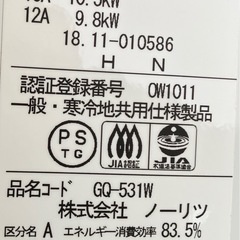 12A 9.8kW
18.11-010586
H N
認証登録番号 OW1011
一般・寒冷地共用仕様製品
PS
TG
JIA認証
JIA
品名コード GQ-531W
株式会社 ノーリツ
区分名 A エネルギー消費効率 83.5%